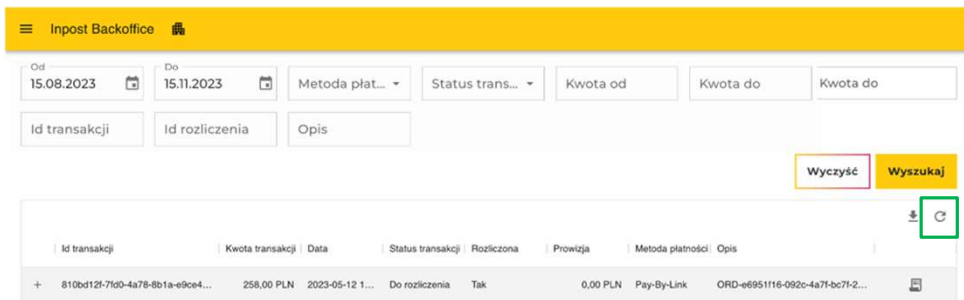 Inpost Backoffice
Od Do
15.08.2023 15.11.2023 Metoda płat... Status trans... Kwota od Kwota do Kwota do
Id transakcji Id rozliczenia Opis
Wyczyść Wyszukaj
Id transakcji Kwota transakcji Data Status transakcji Rozliczona Prowizja Metoda płatności Opis
+ 810bd12f-7fd0-4a78-8b1a-e9ce4... 258,00 PLN 2023-05-12 1... Do rozliczenia Tak 0,00 PLN Pay-By-Link ORD-e6951f16-092c-4a7f-bc7f-2...